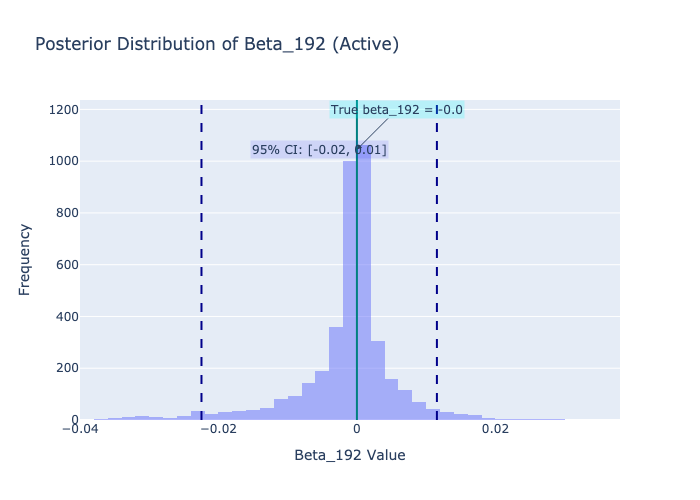 Posterior Distribution of Beta_192 (Active)
True beta_192 = -0.0
95% CI: [-0.02, 0.01]
1200
1000
800
600
400
200
0
Frequency
−0.04
−0.02
0
0.02
Beta_192 Value